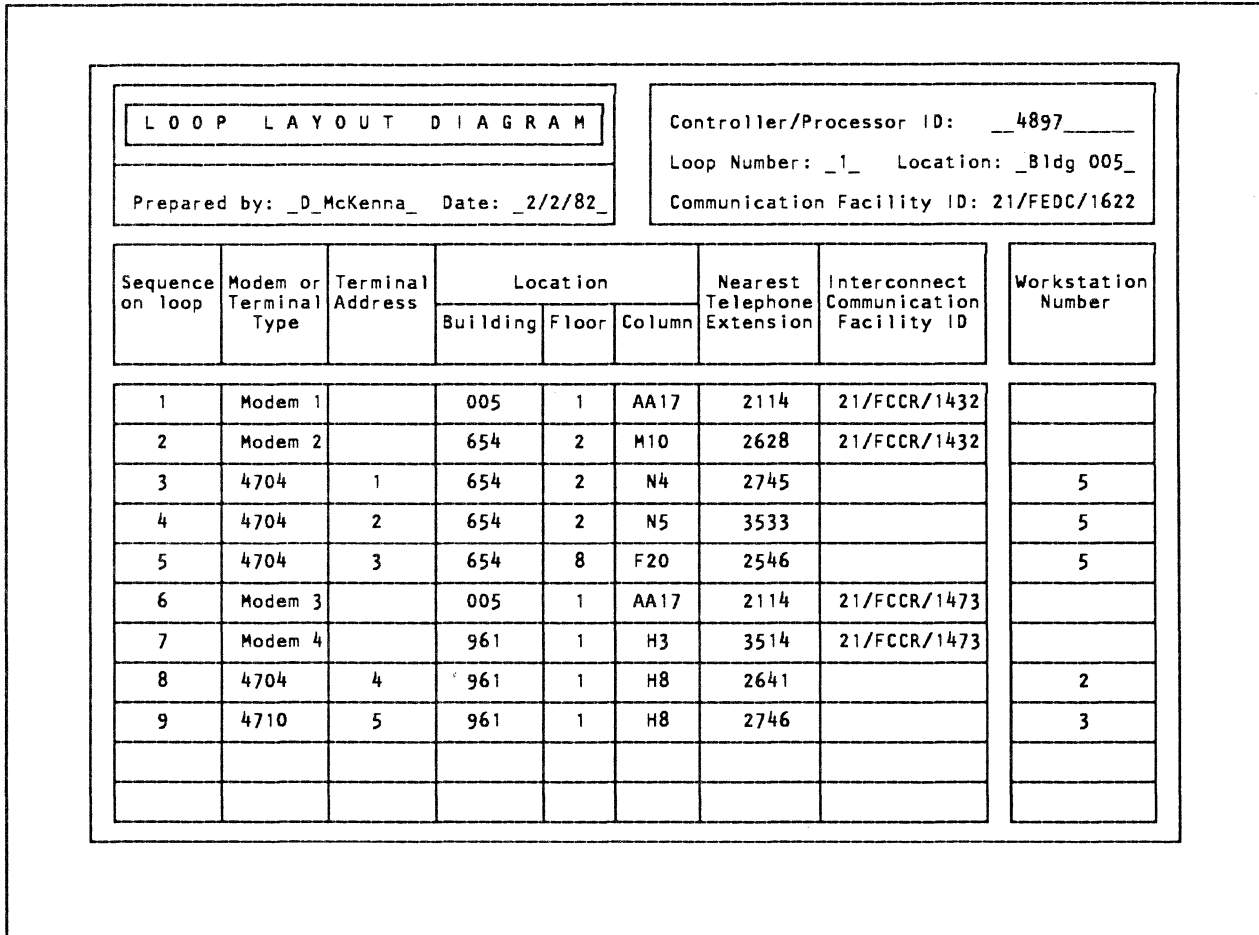 LOOP LAYOUT DIAGRAM
Prepared by: _D_McKenna_ Date: _2/2/82_
Controller/Processor ID: __4897______
Loop Number: _1_ Location: _Bldg 005_
Communication Facility ID: 21/FEDC/1622
Sequence on loop | Modem or Terminal Type | Terminal Address | Location | Nearest Telephone Extension | Interconnect Communication Facility ID | Workstation Number
Building | Floor | Column
1 | Modem 1 | | 005 | 1 | AA17 | 2114 | 21/FCCR/1432 |
2 | Modem 2 | | 654 | 2 | M10 | 2628 | 21/FCCR/1432 |
3 | 4704 | 1 | 654 | 2 | N4 | 2745 | | 5
4 | 4704 | 2 | 654 | 2 | N5 | 3533 | | 5
5 | 4704 | 3 | 654 | 8 | F20 | 2546 | | 5
6 | Modem 3 | | 005 | 1 | AA17 | 2114 | 21/FCCR/1473 |
7 | Modem 4 | | 961 | 1 | H3 | 3514 | 21/FCCR/1473 |
8 | 4704 | 4 | 961 | 1 | H8 | 2641 | | 2
9 | 4710 | 5 | 961 | 1 | H8 | 2746 | | 3